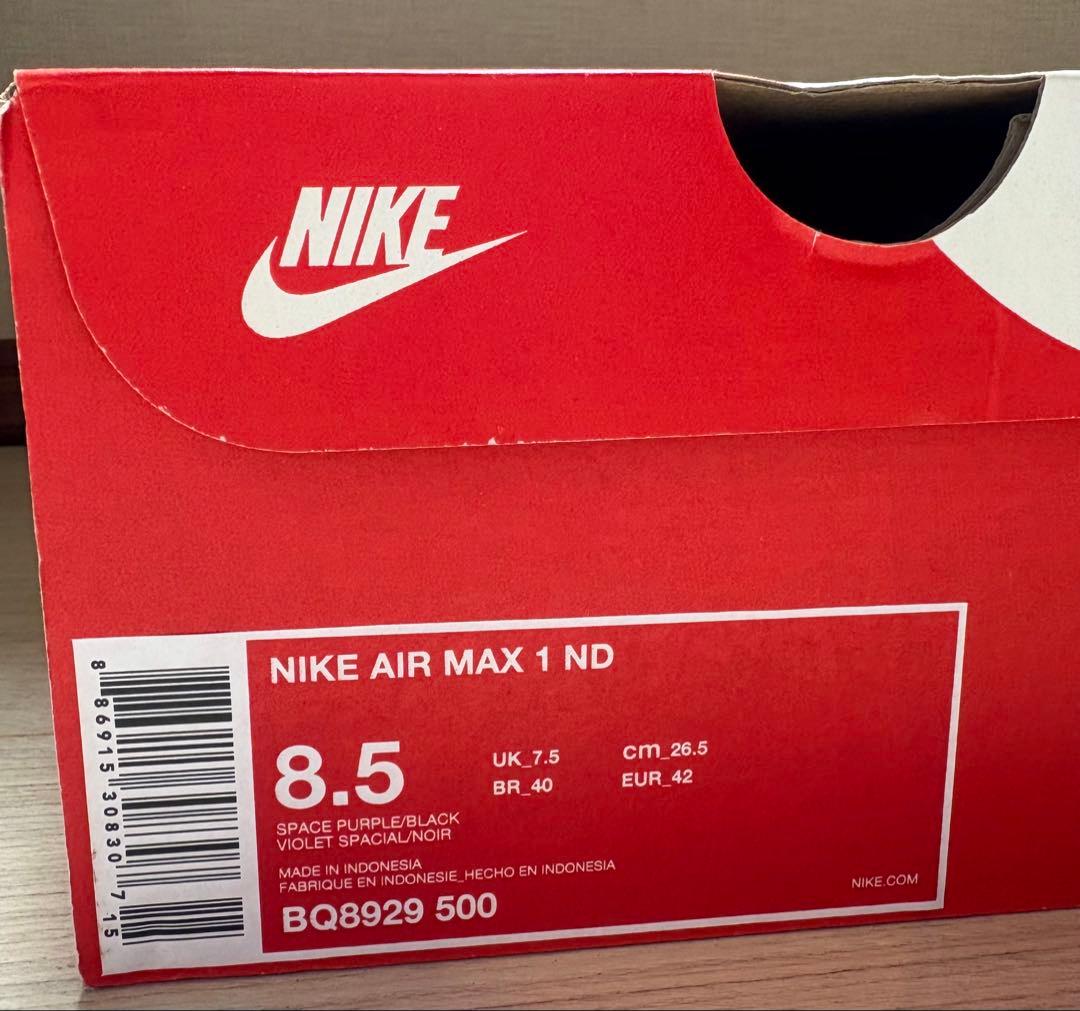 NIKE
NIKE AIR MAX 1 ND
8.5
UK_7.5
cm_26.5
BR_40
EUR_42
SPACE PURPLE/BLACK
VIOLET SPACIAL/NOIR
MADE IN INDONESIA
FABRIQUE EN INDONESIE_HECHO EN INDONESIA
BQ8929 500
NIKE.COM
8 86915 30830 7 15